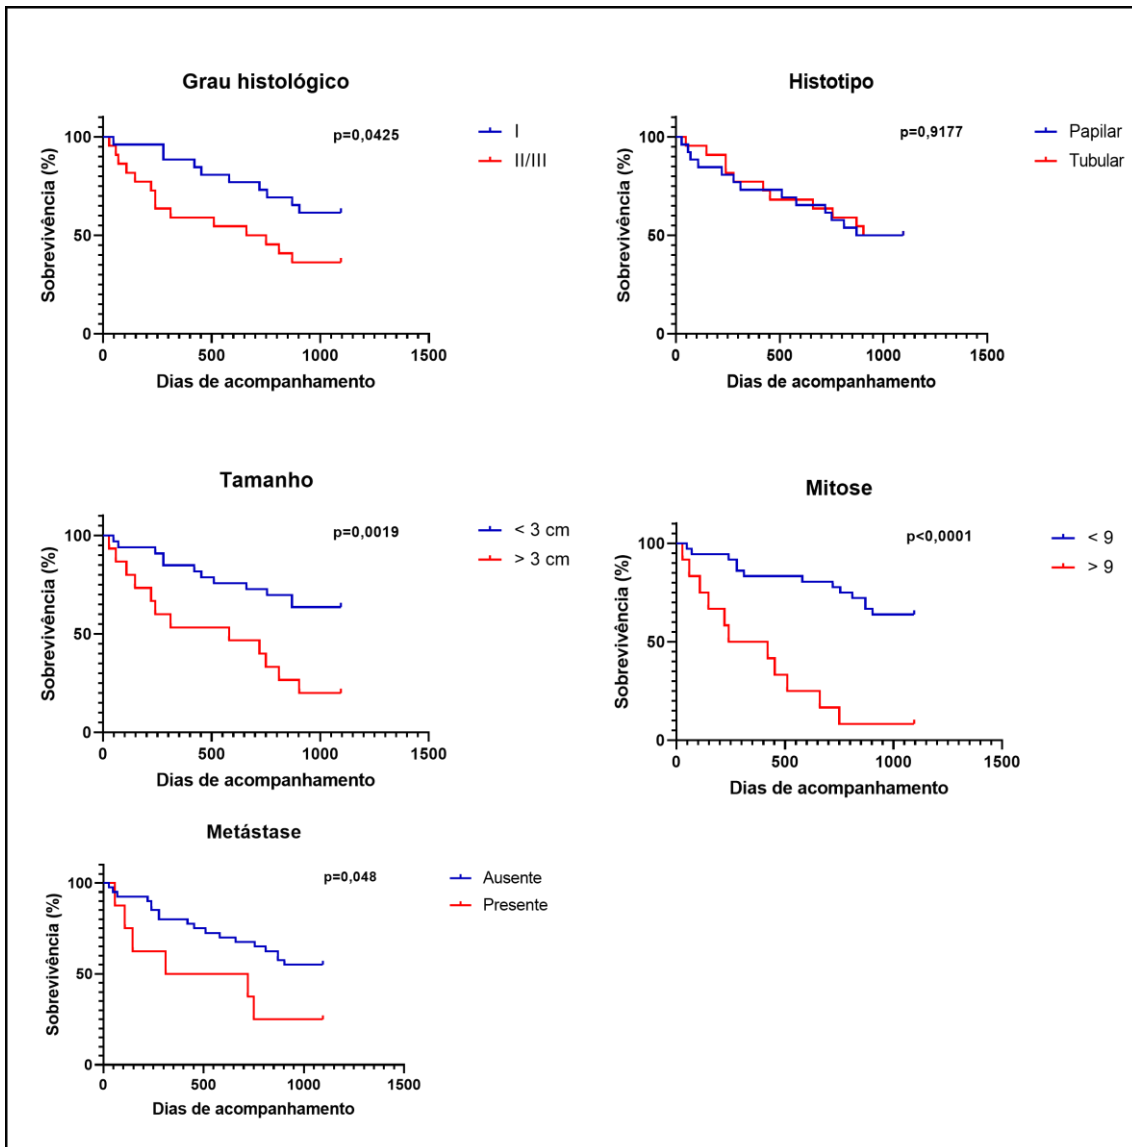 Grau histológico
p=0,0425
I
II/III
100
50
0
0 500 1000 1500
Sobrevivência (%)
Dias de acompanhamento
Histotipo
p=0,9177
Papilar
Tubular
100
50
0
0 500 1000 1500
Sobrevivência (%)
Dias de acompanhamento
Tamanho
p=0,0019
< 3 cm
> 3 cm
100
50
0
0 500 1000 1500
Sobrevivência (%)
Dias de acompanhamento
Mitose
p<0,0001
< 9
> 9
100
50
0
0 500 1000 1500
Sobrevivência (%)
Dias de acompanhamento
Metástase
p=0,048
Ausente
Presente
100
50
0
0 500 1000 1500
Sobrevivência (%)
Dias de acompanhamento